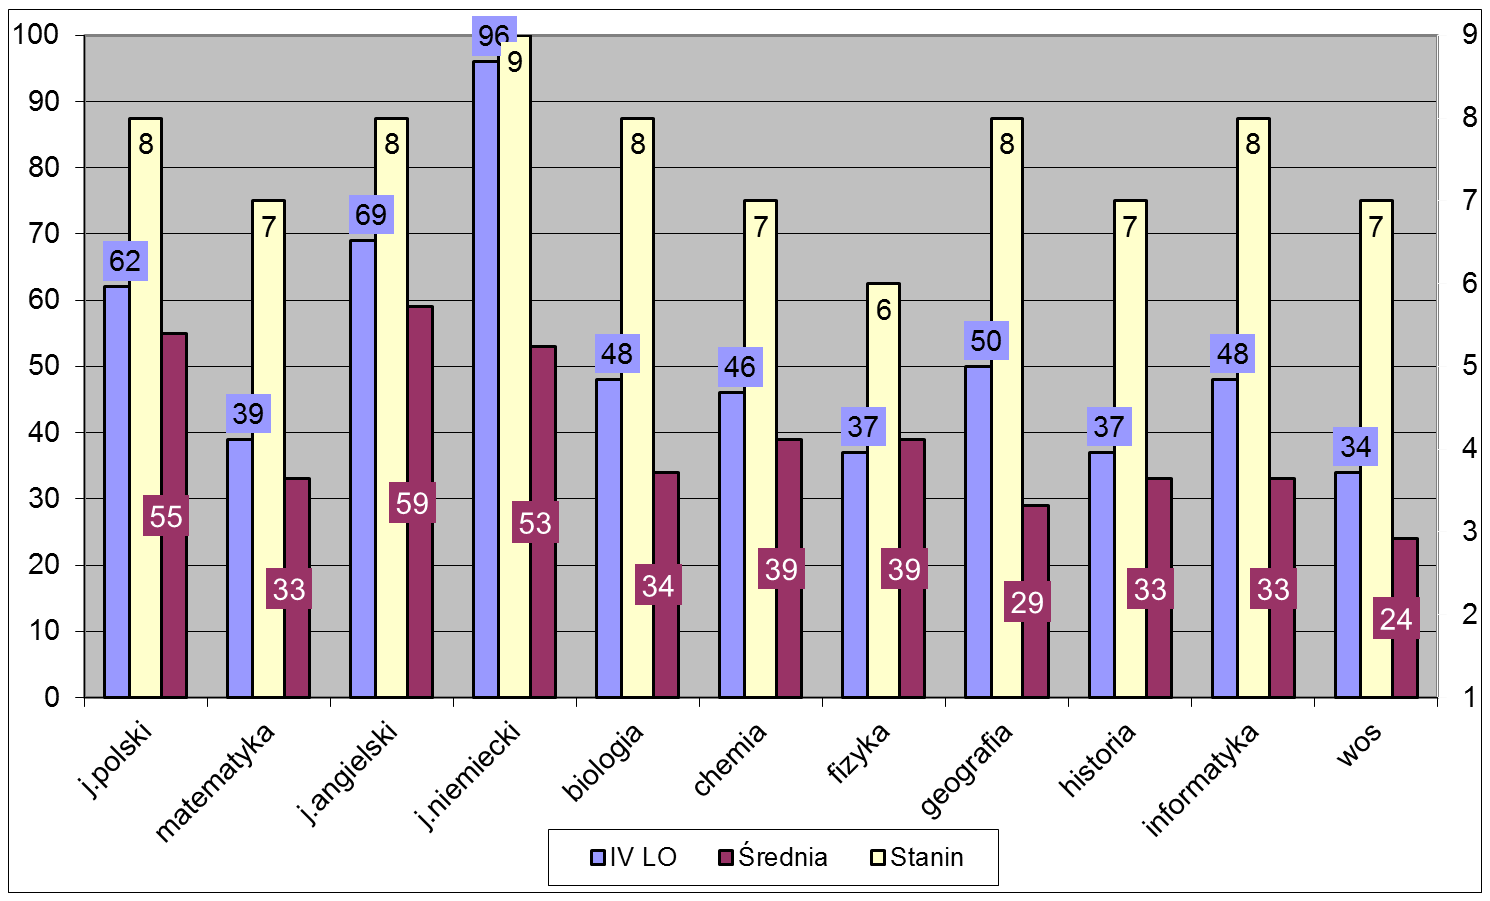 100
90
80
70
60
50
40
30
20
10
0
9
8
7
6
5
4
3
2
1
62 8 55
39 7 33
69 8 59
96 9 53
48 8 34
46 7 39
37 6 39
50 8 29
37 7 33
48 8 33
34 7 24
j.polski
matematyka
j.angielski
j.niemiecki
biologia
chemia
fizyka
geografia
historia
informatyka
wos
IV LO Średnia Stanin